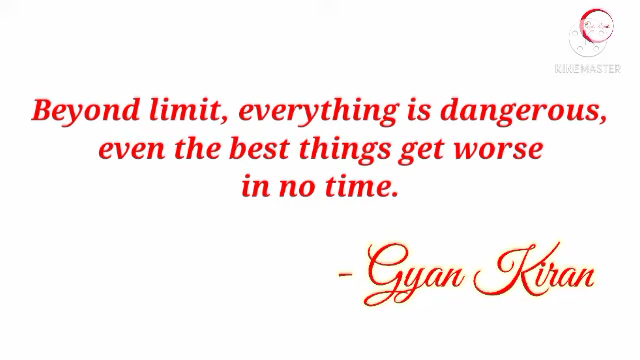 KINEMASTER
Beyond limit, everything is dangerous,
even the best things get worse
in no time.
- Gyan Kiran